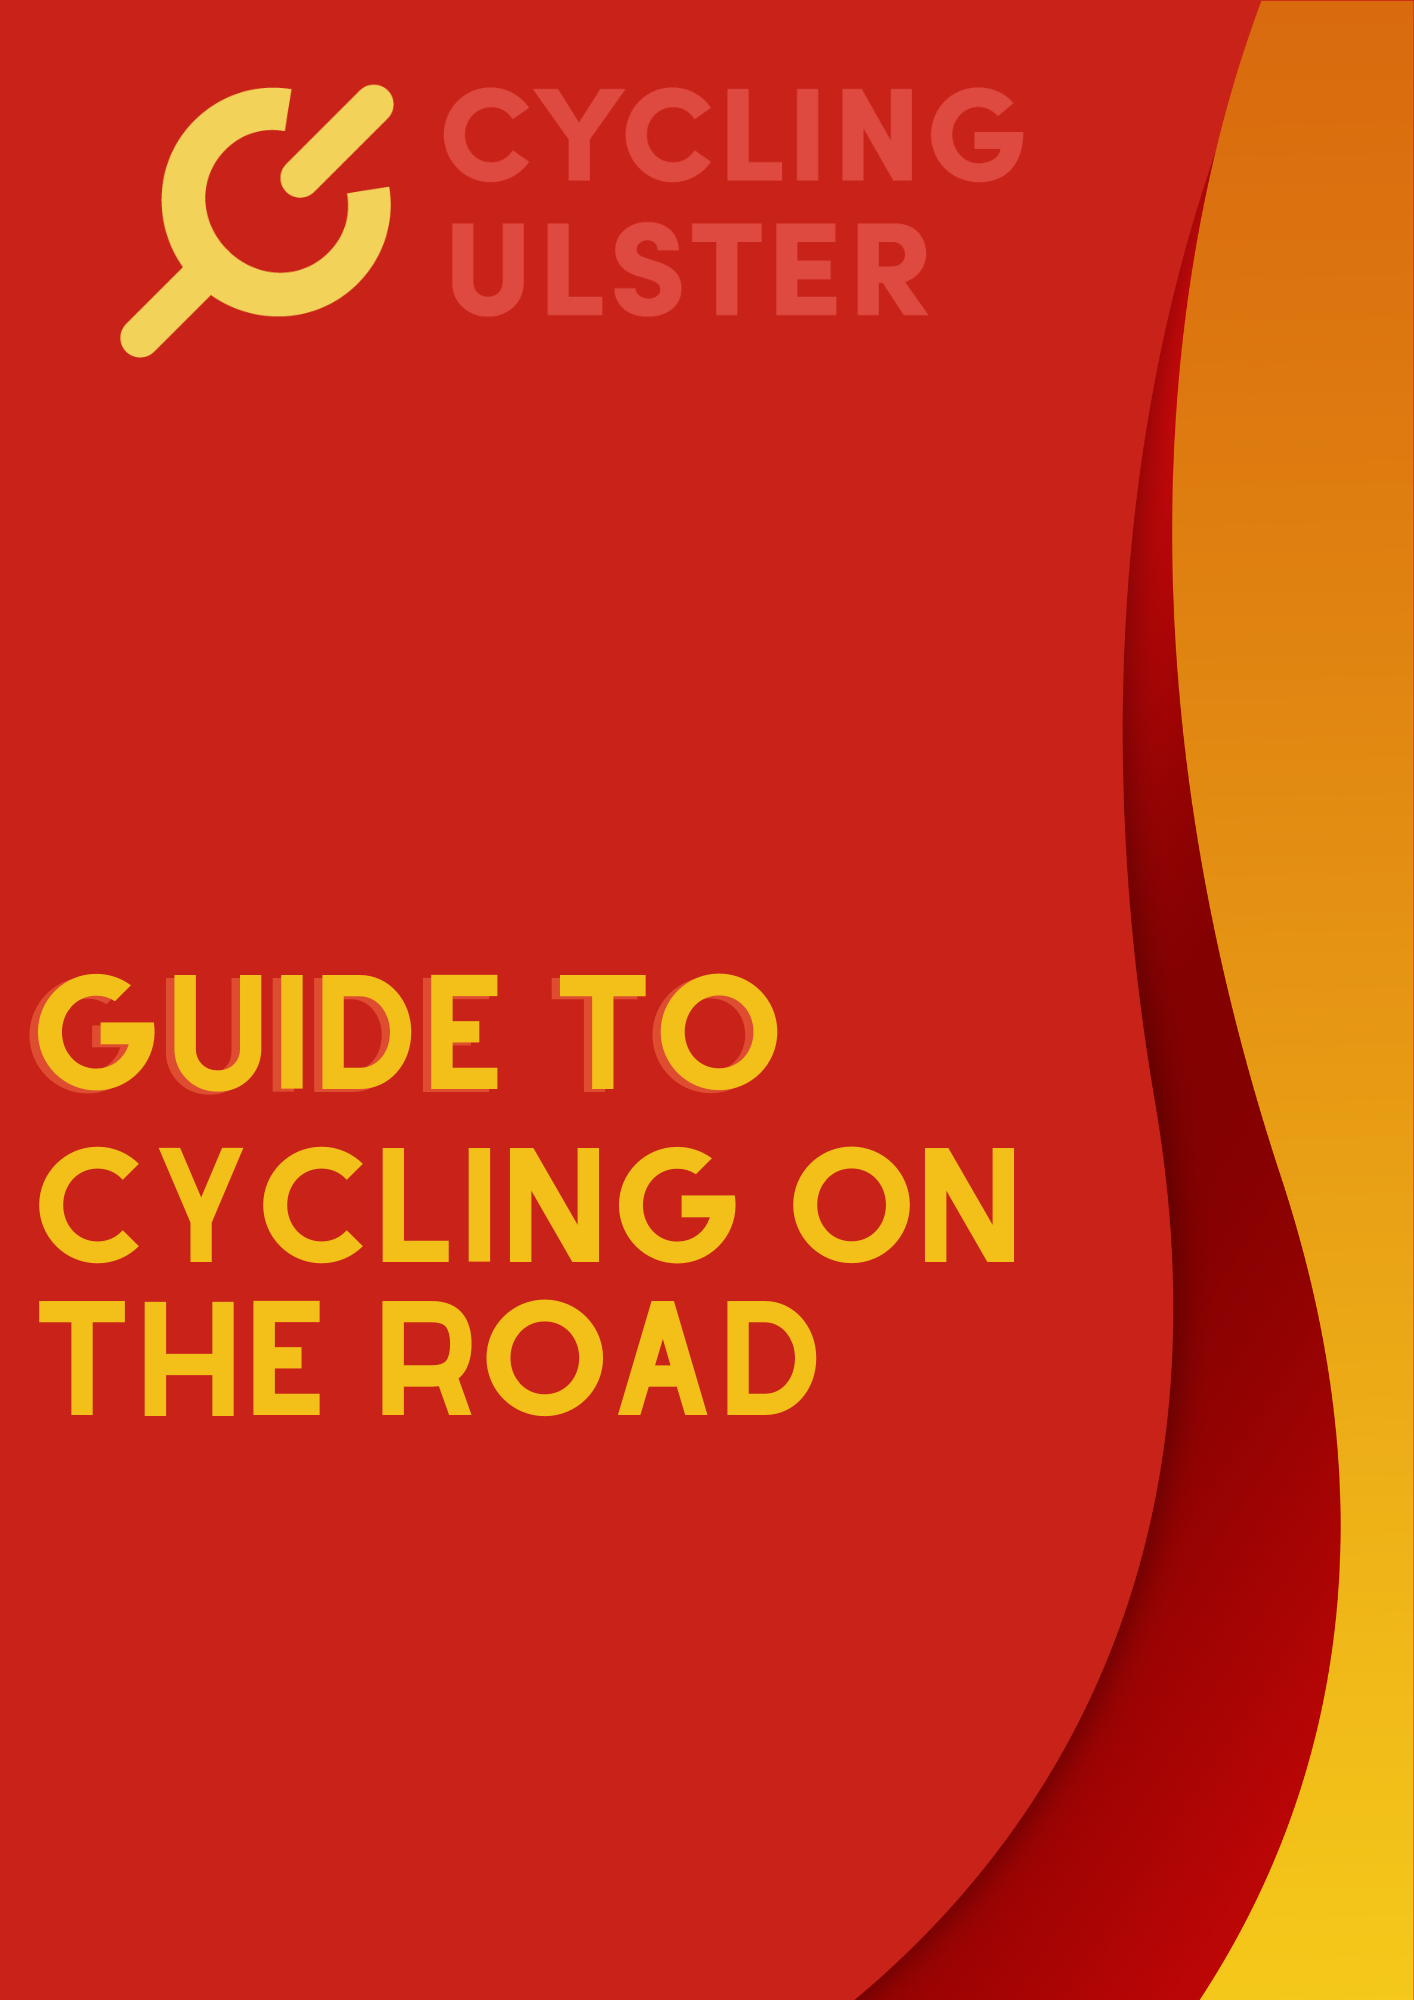 CYCLING
ULSTER
GUIDE TO
CYCLING ON
THE ROAD